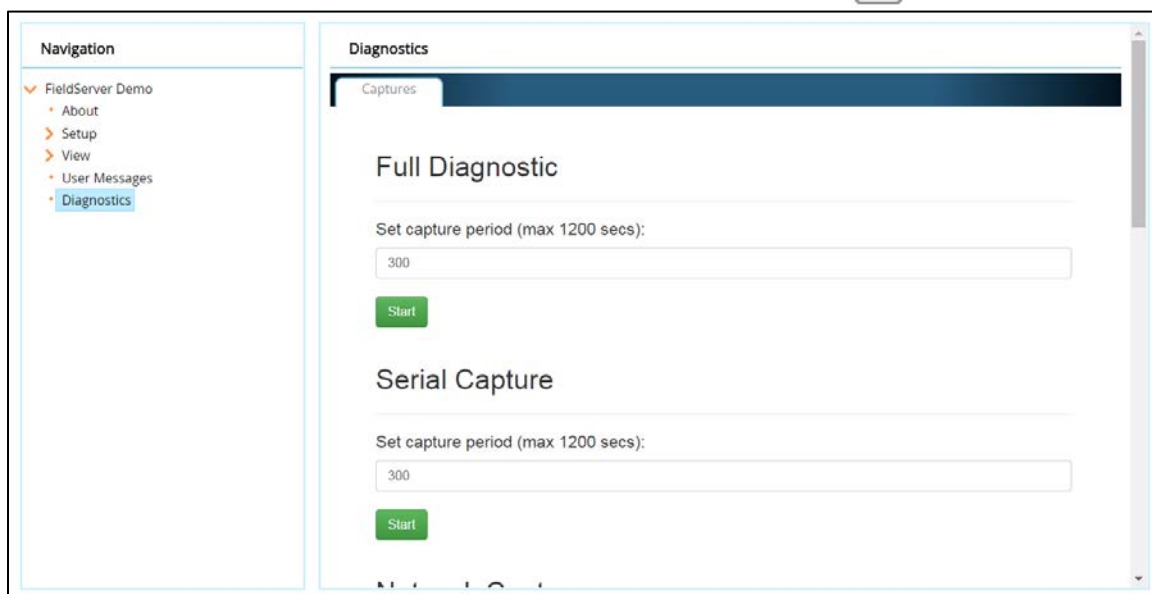 Navigation
FieldServer Demo
About
Setup
View
User Messages
Diagnostics
Diagnostics
Captures
Full Diagnostic
Set capture period (max 1200 secs):
300
Start
Serial Capture
Set capture period (max 1200 secs):
300
Start